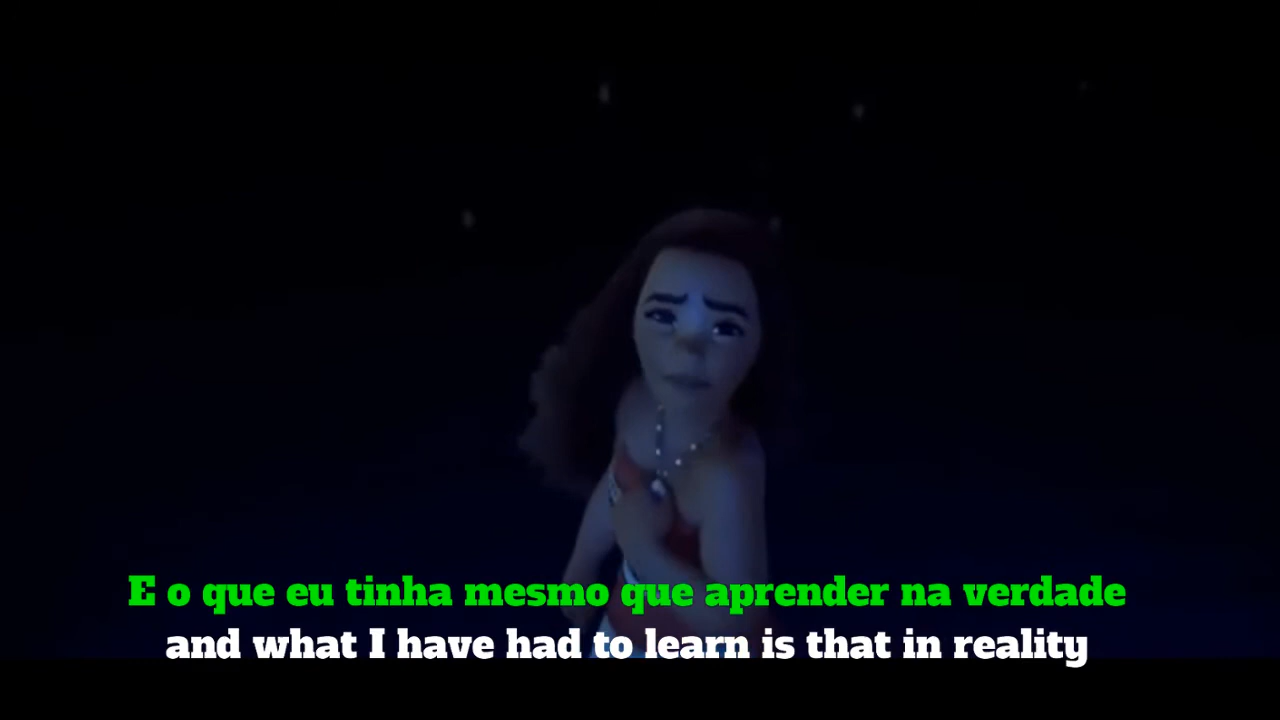 E o que eu tinha mesmo que aprender na verdade
and what I have had to learn is that in reality